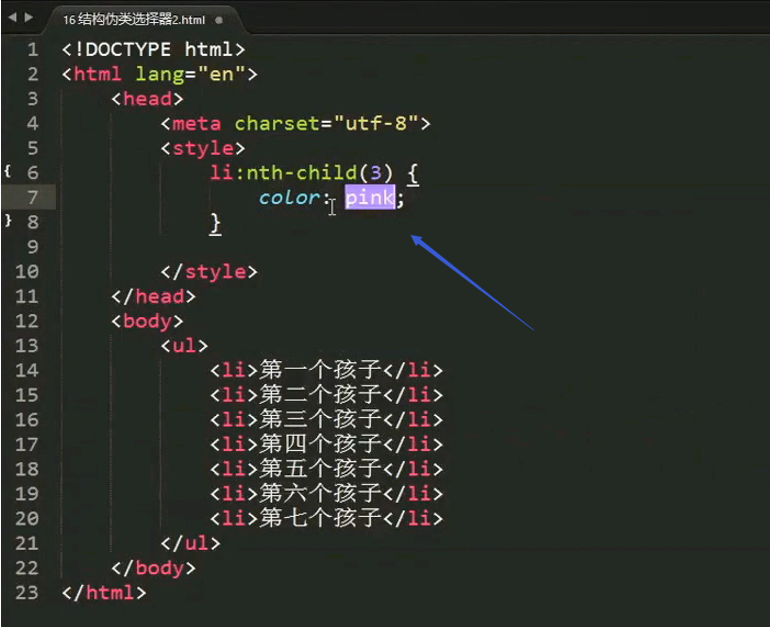 16 结构伪类选择器2.html
1 <!DOCTYPE html>
2 <html lang="en">
3 <head>
4 <meta charset="utf-8">
5 <style>
{ 6 li:nth-child(3) {
7 color: pink;
} 8 }
9
10 </style>
11 </head>
12 <body>
13 <ul>
14 <li>第一个孩子</li>
15 <li>第二个孩子</li>
16 <li>第三个孩子</li>
17 <li>第四个孩子</li>
18 <li>第五个孩子</li>
19 <li>第六个孩子</li>
20 <li>第七个孩子</li>
21 </ul>
22 </body>
23 </html>